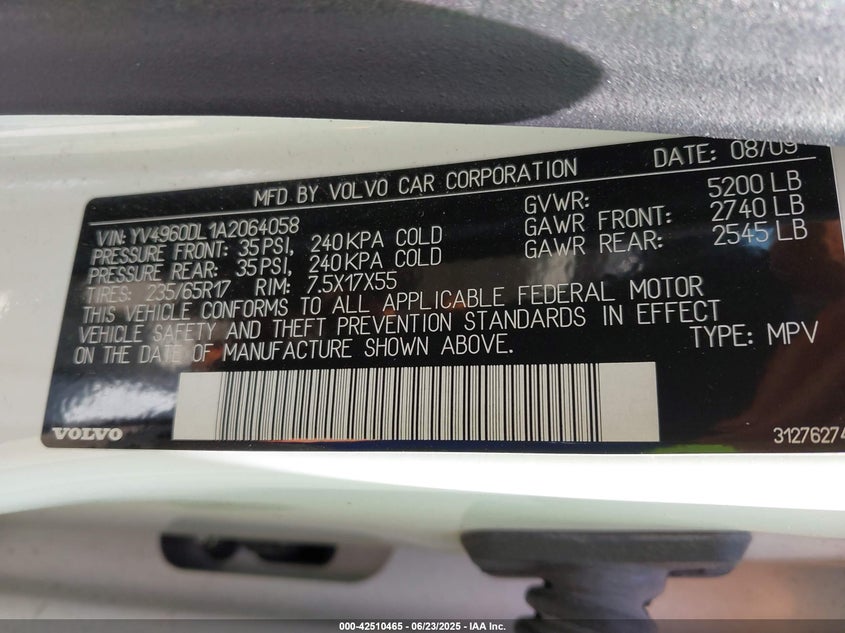 MFD.BY VOLVO CAR CORPORATION DATE: 08/09
VIN: YV4960DL1A2064058 GVWR: 5200 LB
PRESSURE FRONT: 35 PSI, 240 KPA COLD GAWR FRONT: 2740 LB
PRESSURE REAR: 35 PSI, 240 KPA COLD GAWR REAR: 2545 LB
TIRES: 235/65R17 RIM: 7.5X17X55
THIS VEHICLE CONFORMS TO ALL APPLICABLE FEDERAL MOTOR
VEHICLE SAFETY AND THEFT PREVENTION STANDARDS IN EFFECT
ON THE DATE OF MANUFACTURE SHOWN ABOVE. TYPE: MPV
VOLVO 31276274
000-42510465 - 06/23/2025 - IAA Inc.